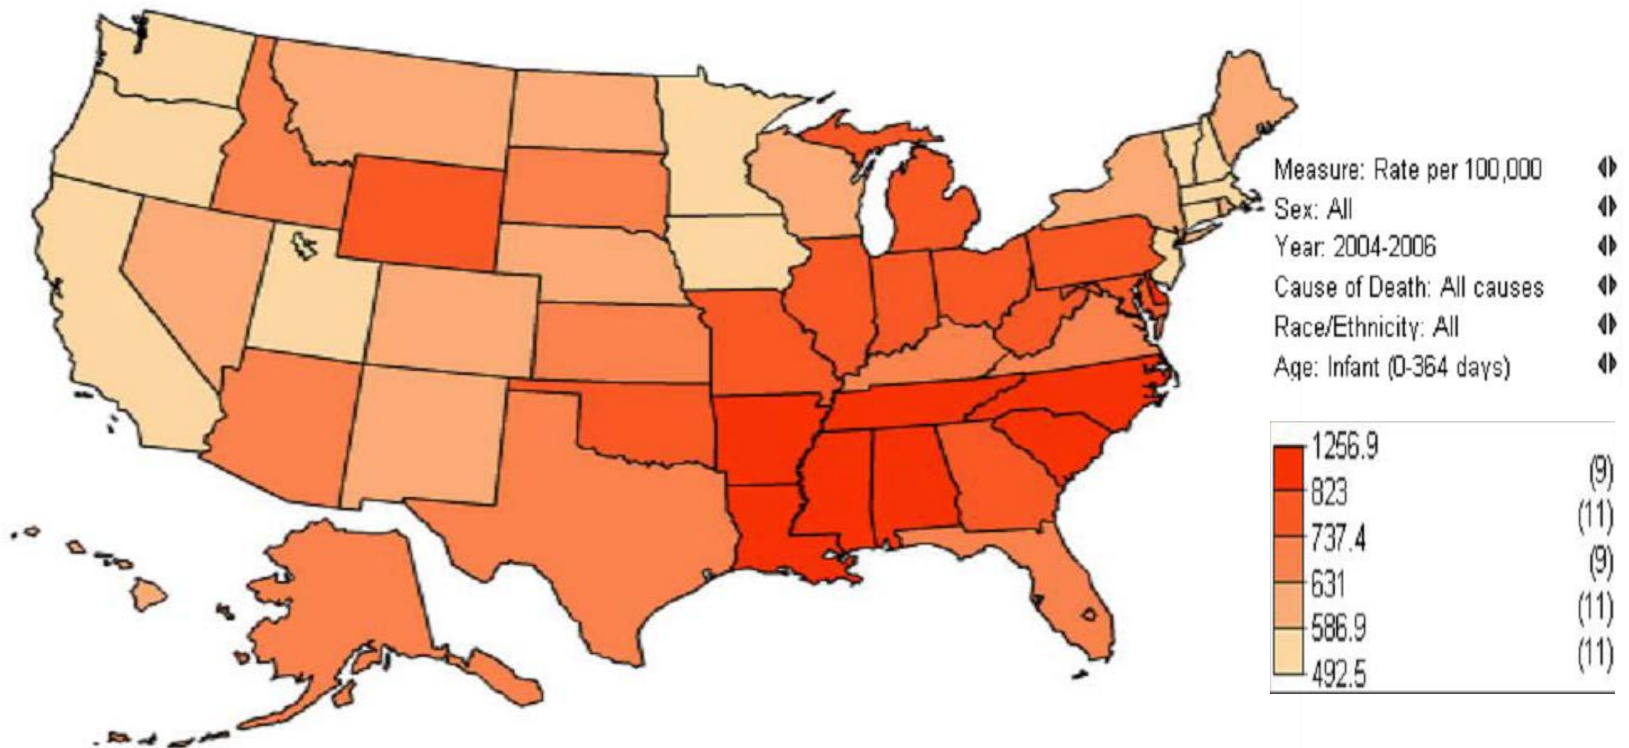 Measure: Rate per 100,000
Sex: All
Year: 2004-2006
Cause of Death: All causes
Race/Ethnicity: All
Age: Infant (0-364 days)
1256.9
(9)
823
(11)
737.4
(9)
631
(11)
586.9
(11)
492.5